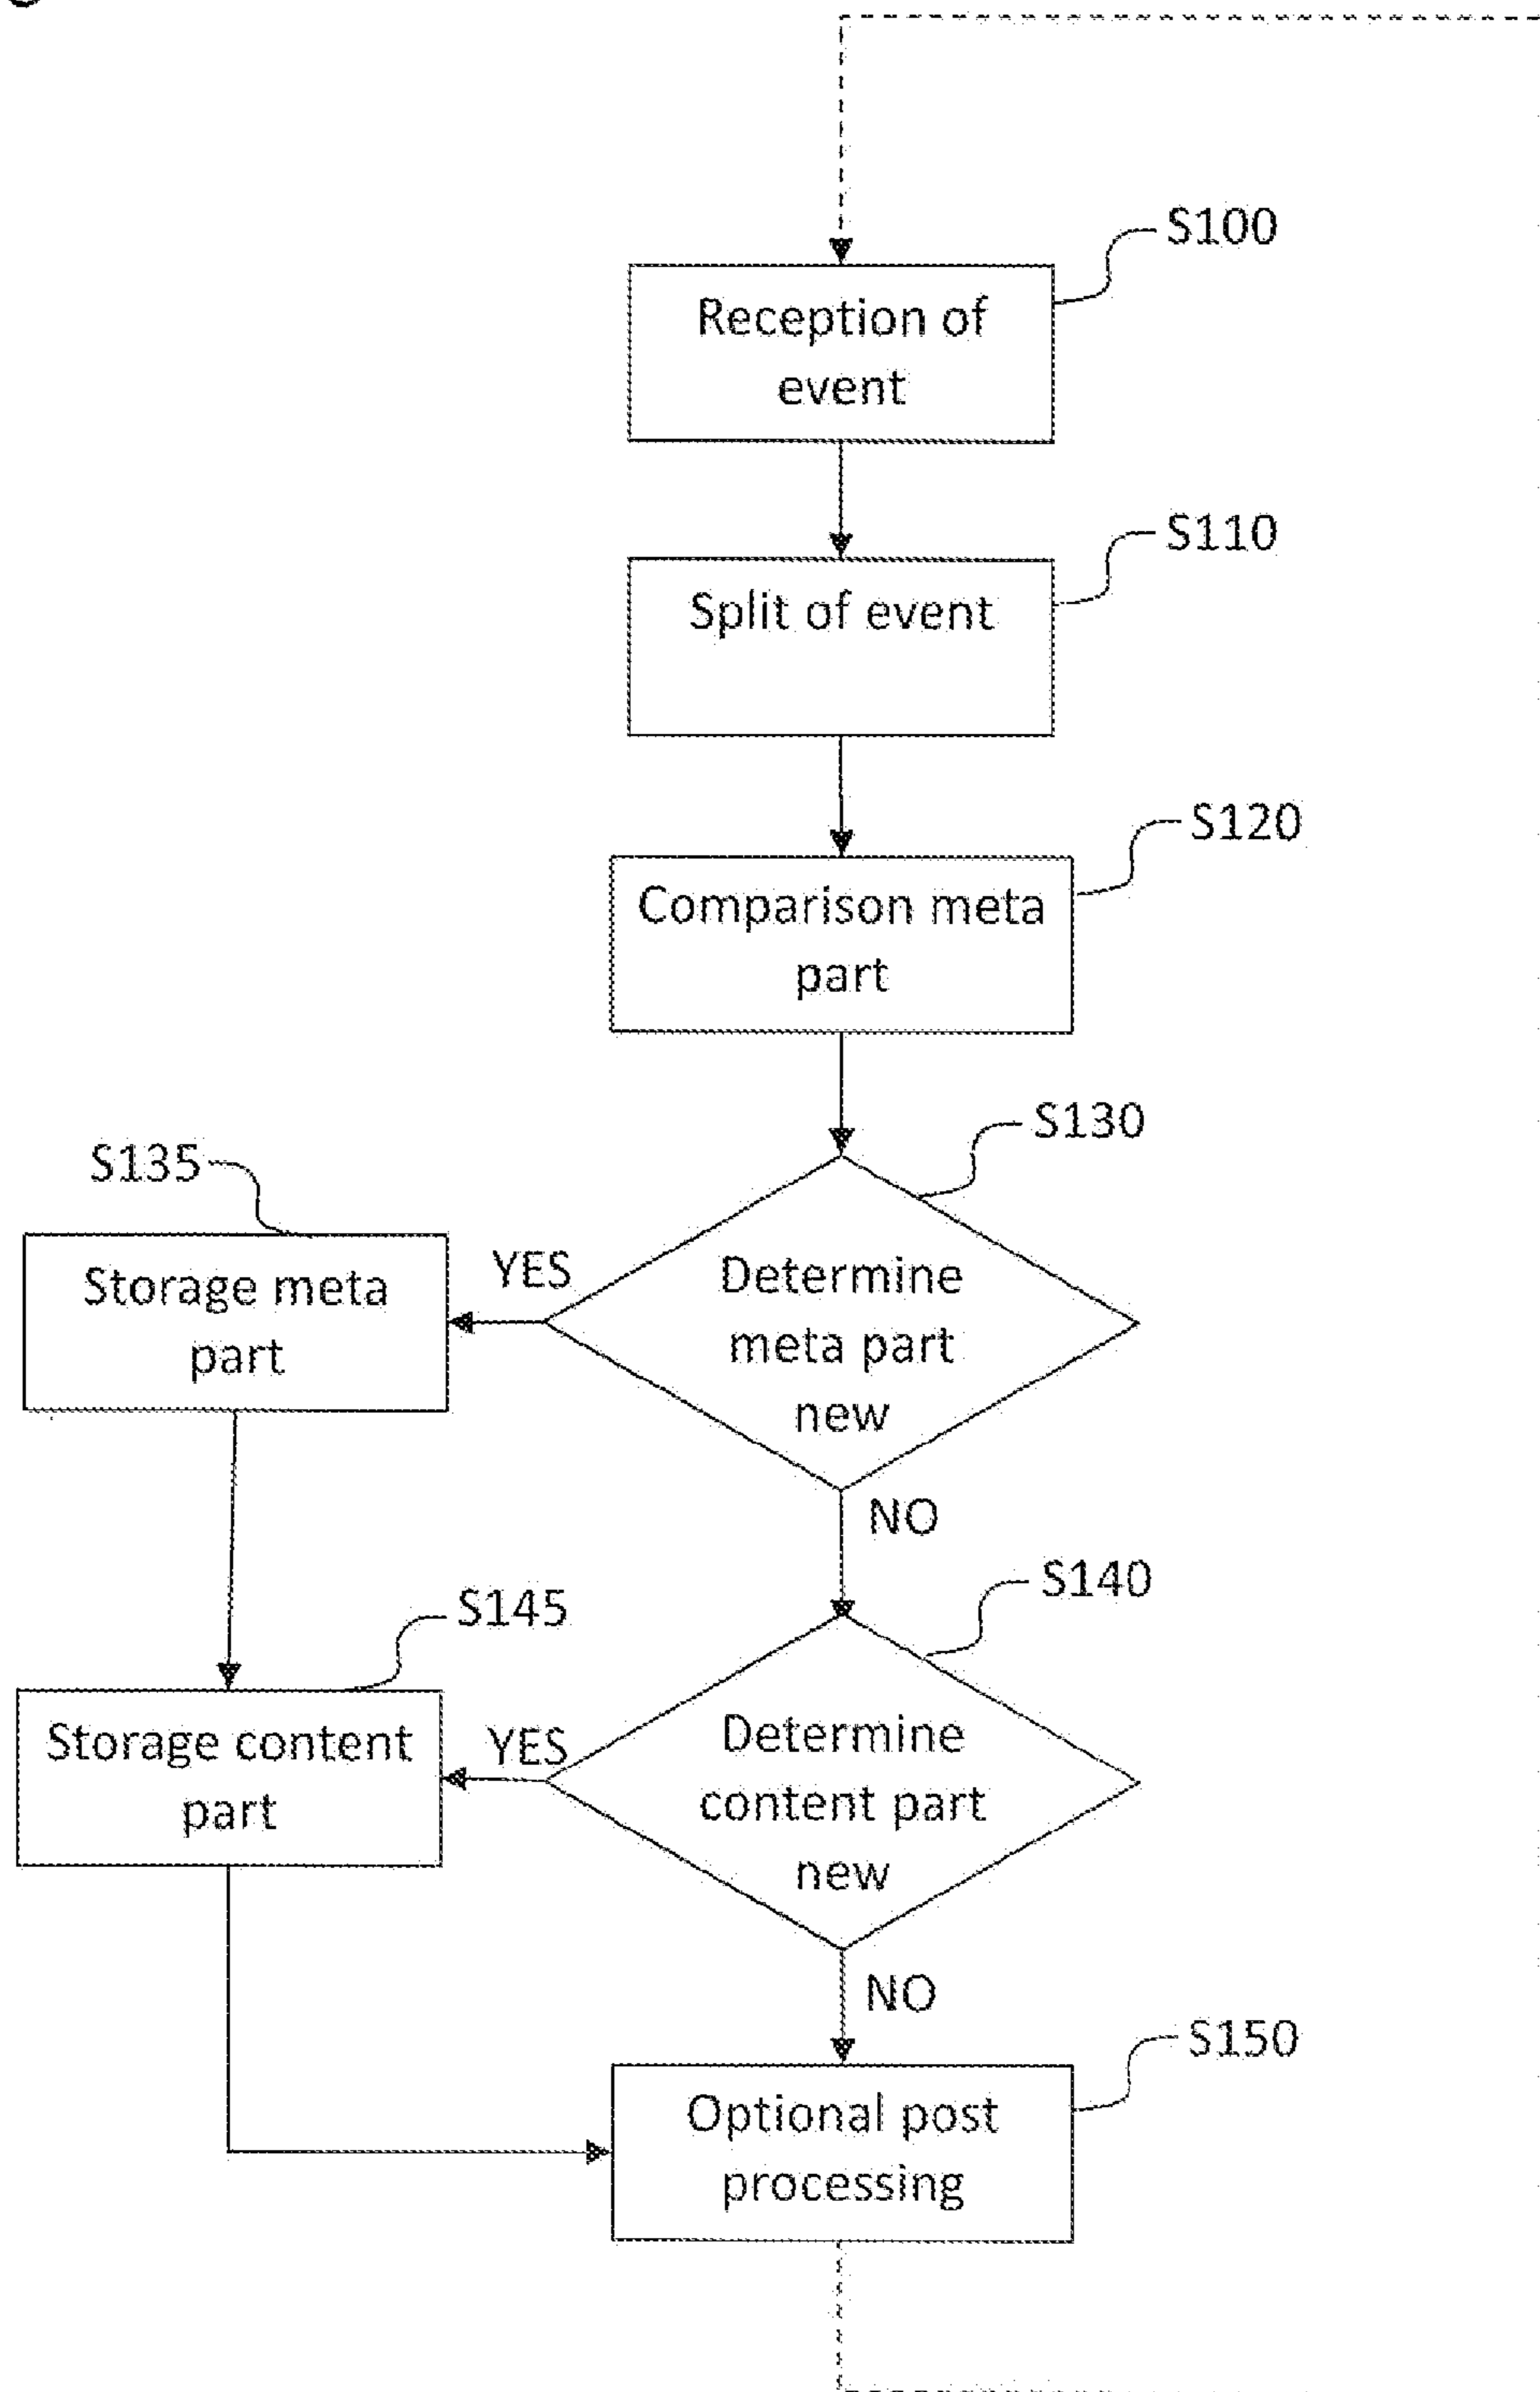 S100
Reception of
event
S110
Split of event
S120
Comparison meta
part
S130
S135
Storage meta
part
YES
Determine
meta part
new
NO
S140
S145
Storage content
part
YES
Determine
content part
new
NO
S150
Optional post
processing